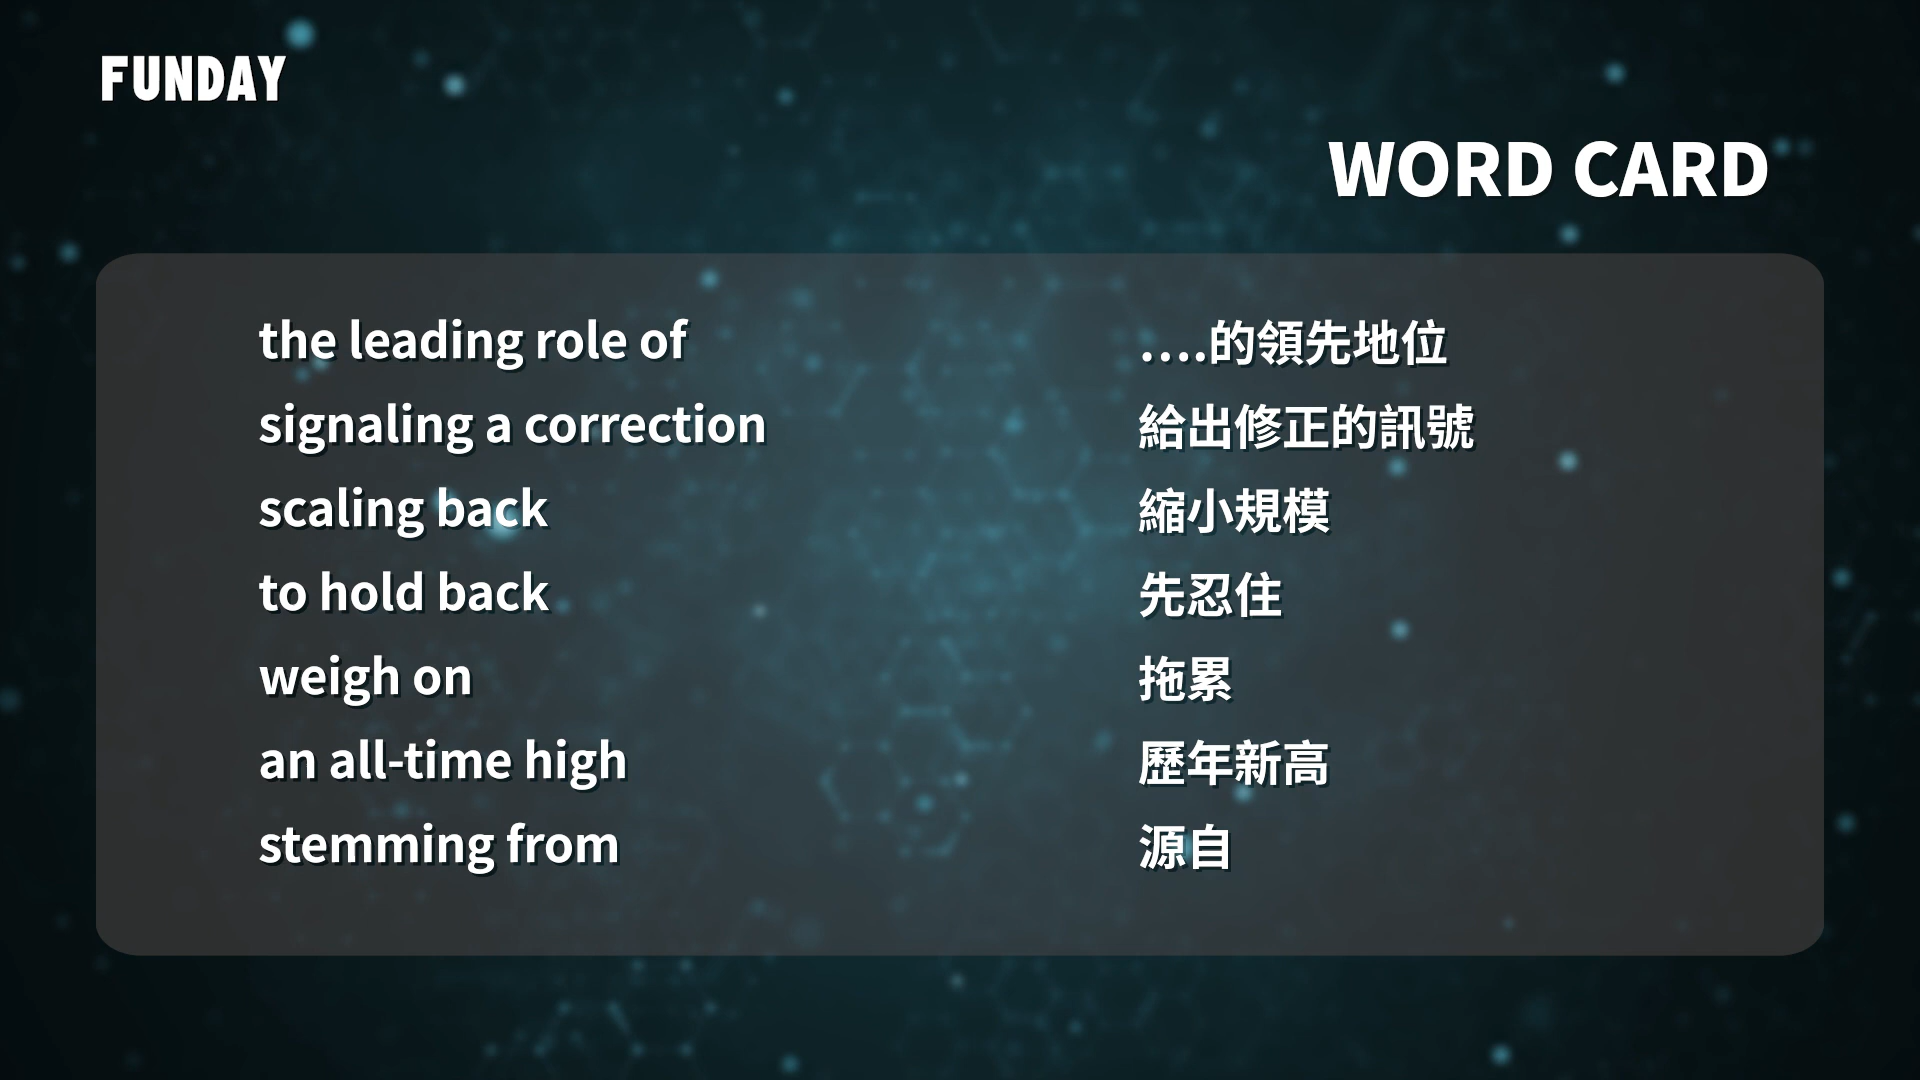 FUNDAY
WORD CARD
the leading role of ….的領先地位
signaling a correction 給出修正的訊號
scaling back 縮小規模
to hold back 先忍住
weigh on 拖累
an all-time high 歷年新高
stemming from 源自